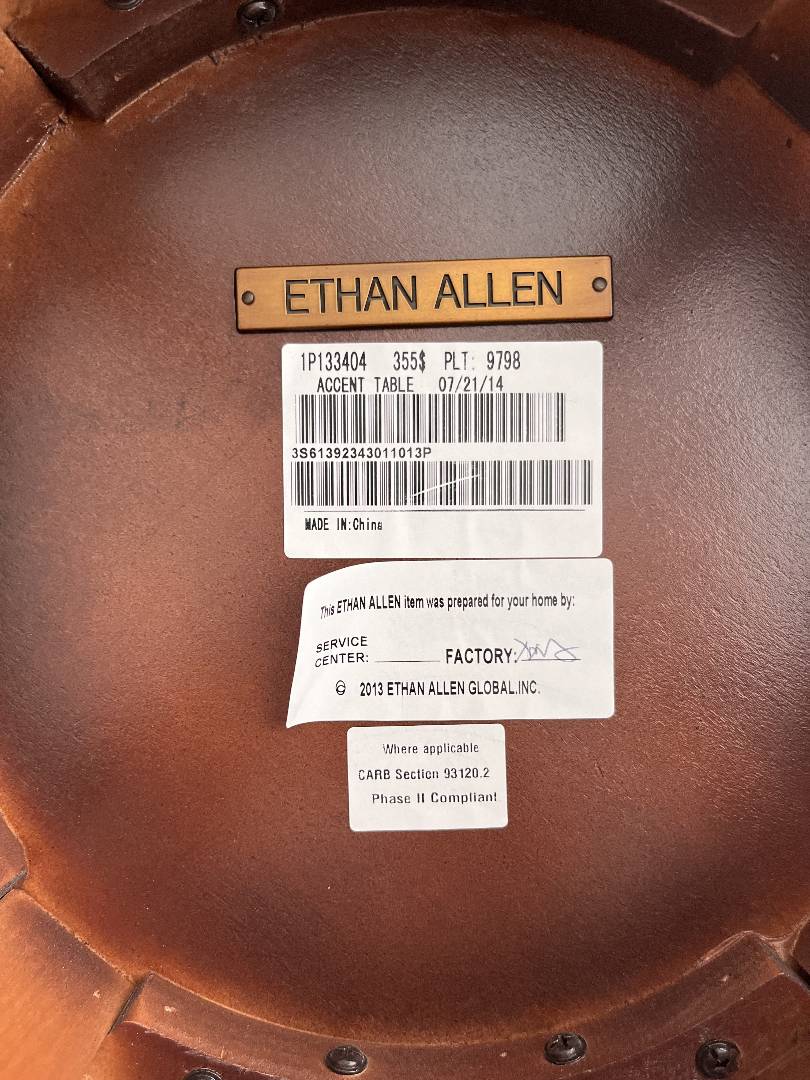 ETHAN ALLEN
1P133404 355$ PLT: 9798
ACCENT TABLE 07/21/14
3S61392343011013P
MADE IN:China
This ETHAN ALLEN item was prepared for your home by:
SERVICE
CENTER: ________ FACTORY:
© 2013 ETHAN ALLEN GLOBAL.INC.
Where applicable
CARB Section 93120.2
Phase II Compliant